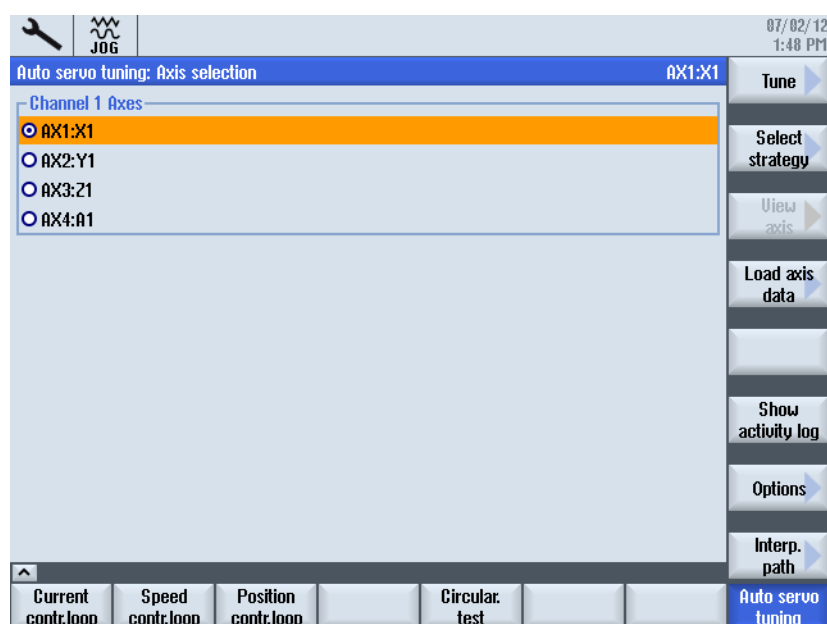 JOG
07/02/12
1:48 PM
Auto servo tuning: Axis selection
AX1:X1
Channel 1 Axes
AX1:X1
AX2:Y1
AX3:Z1
AX4:A1
Tune
Select
strategy
View
axis
Load axis
data
Show
activity log
Options
Interp.
path
Current
contr.loop
Speed
contr.loop
Position
contr.loop
Circular.
test
Auto servo
tuning